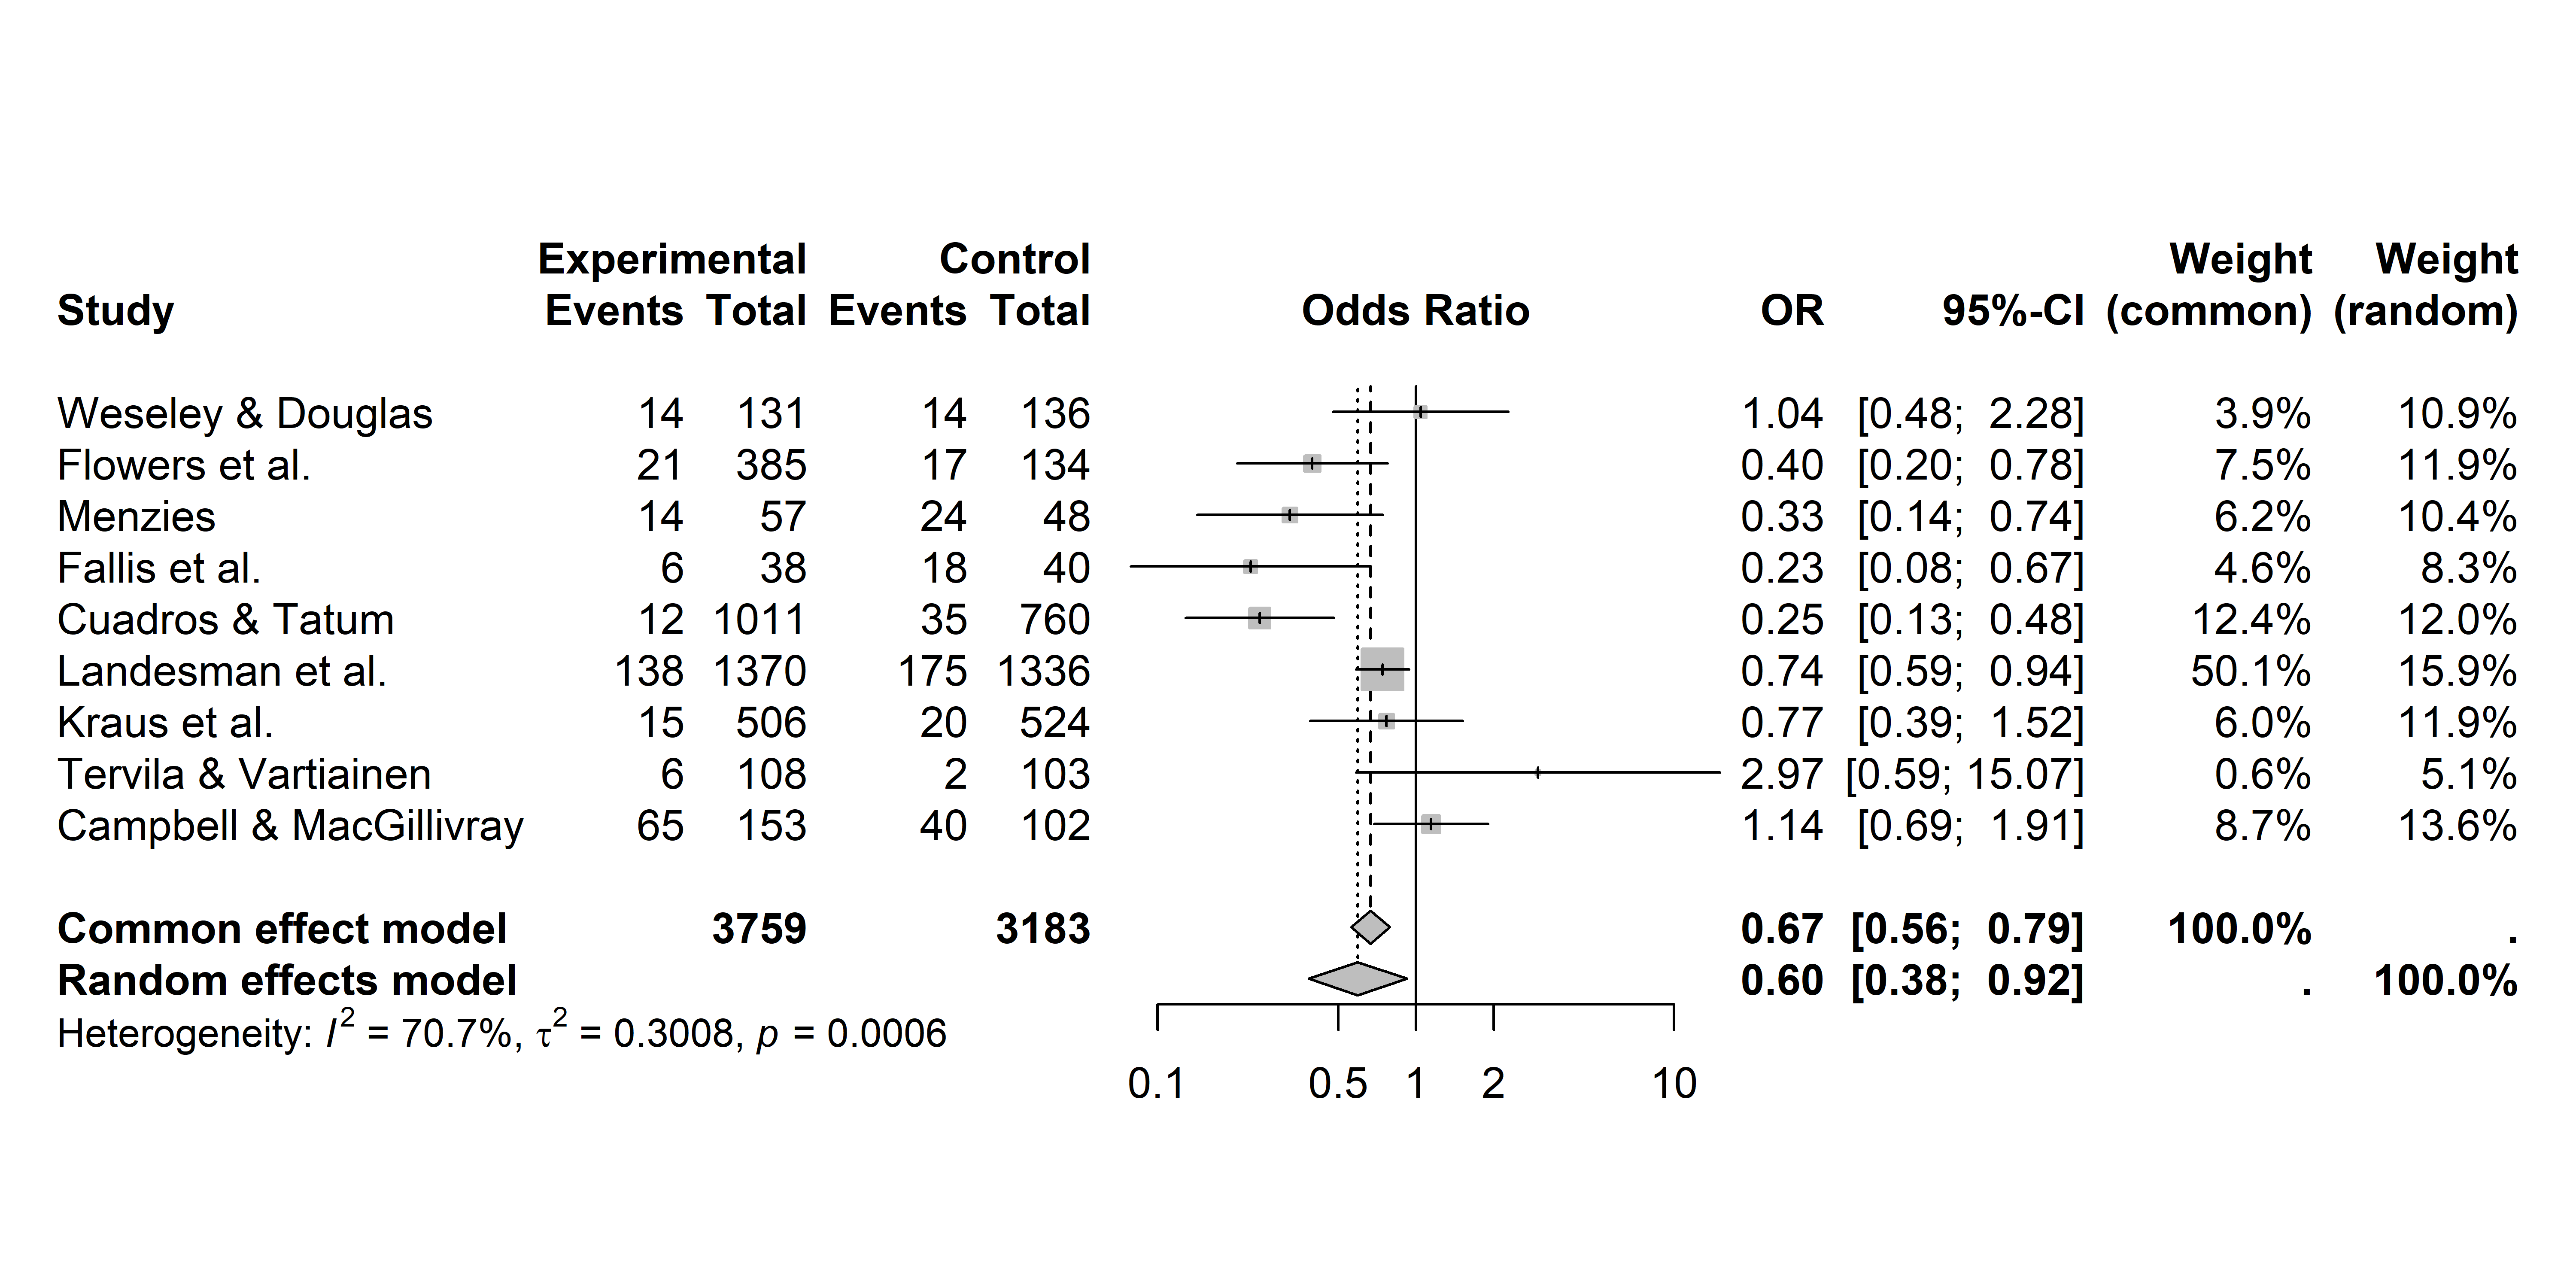 Experimental Control Weight Weight
Study Events Total Events Total Odds Ratio OR 95%-CI (common) (random)
Weseley & Douglas 14 131 14 136 1.04 [0.48; 2.28] 3.9% 10.9%
Flowers et al. 21 385 17 134 0.40 [0.20; 0.78] 7.5% 11.9%
Menzies 14 57 24 48 0.33 [0.14; 0.74] 6.2% 10.4%
Fallis et al. 6 38 18 40 0.23 [0.08; 0.67] 4.6% 8.3%
Cuadros & Tatum 12 1011 35 760 0.25 [0.13; 0.48] 12.4% 12.0%
Landesman et al. 138 1370 175 1336 0.74 [0.59; 0.94] 50.1% 15.9%
Kraus et al. 15 506 20 524 0.77 [0.39; 1.52] 6.0% 11.9%
Tervila & Vartiainen 6 108 2 103 2.97 [0.59; 15.07] 0.6% 5.1%
Campbell & MacGillivray 65 153 40 102 1.14 [0.69; 1.91] 8.7% 13.6%
Common effect model 3759 3183 0.67 [0.56; 0.79] 100.0% .
Random effects model 0.60 [0.38; 0.92] . 100.0%
Heterogeneity: I² = 70.7%, τ² = 0.3008, p = 0.0006
0.1 0.5 1 2 10